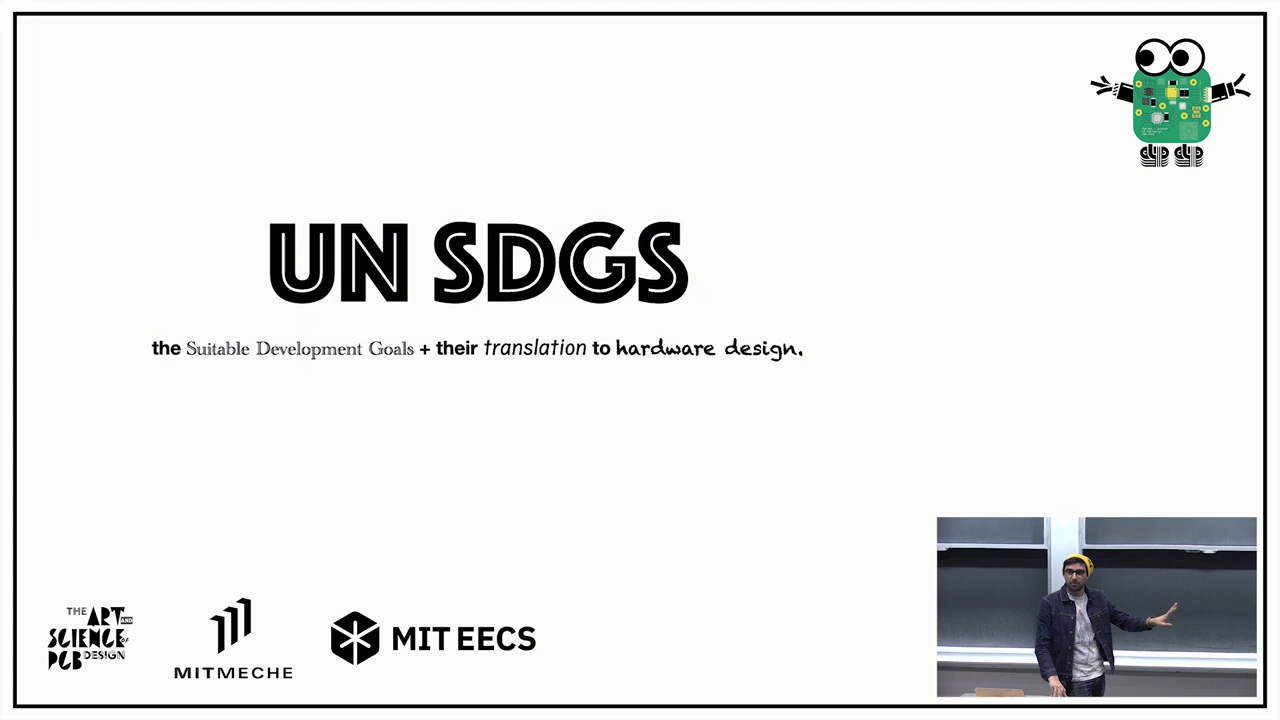 UN SDGS
the Suitable Development Goals + their translation to hardware design.
THE ART AND
SCIENCE of
PCB DESIGN
MITMECHE
MIT EECS